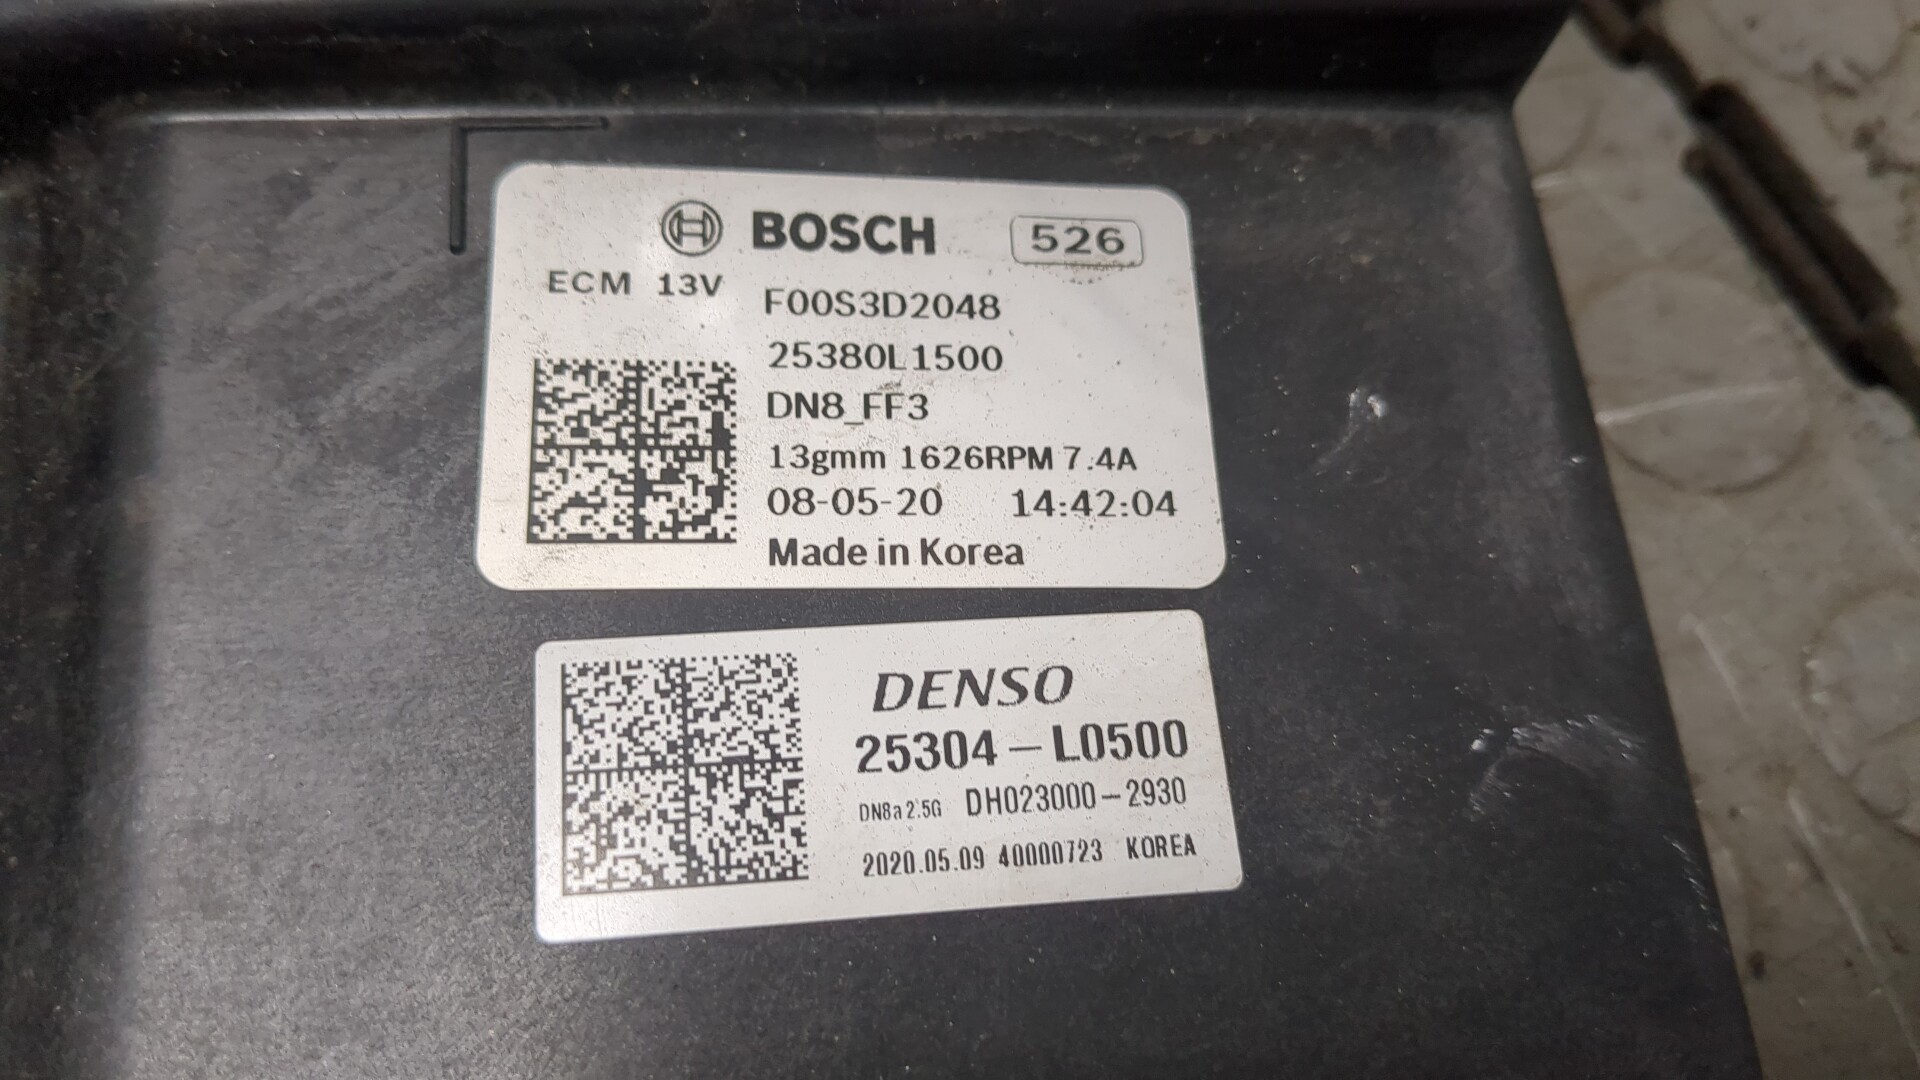 BOSCH 526
ECM 13V
F00S3D2048
25380L1500
DN8_FF3
13gmm 1626RPM 7.4A
08-05-20 14:42:04
Made in Korea
DENSO
25304-L0500
DN8a 2.5G DH023000-2930
2020.05.09 40000723 KOREA